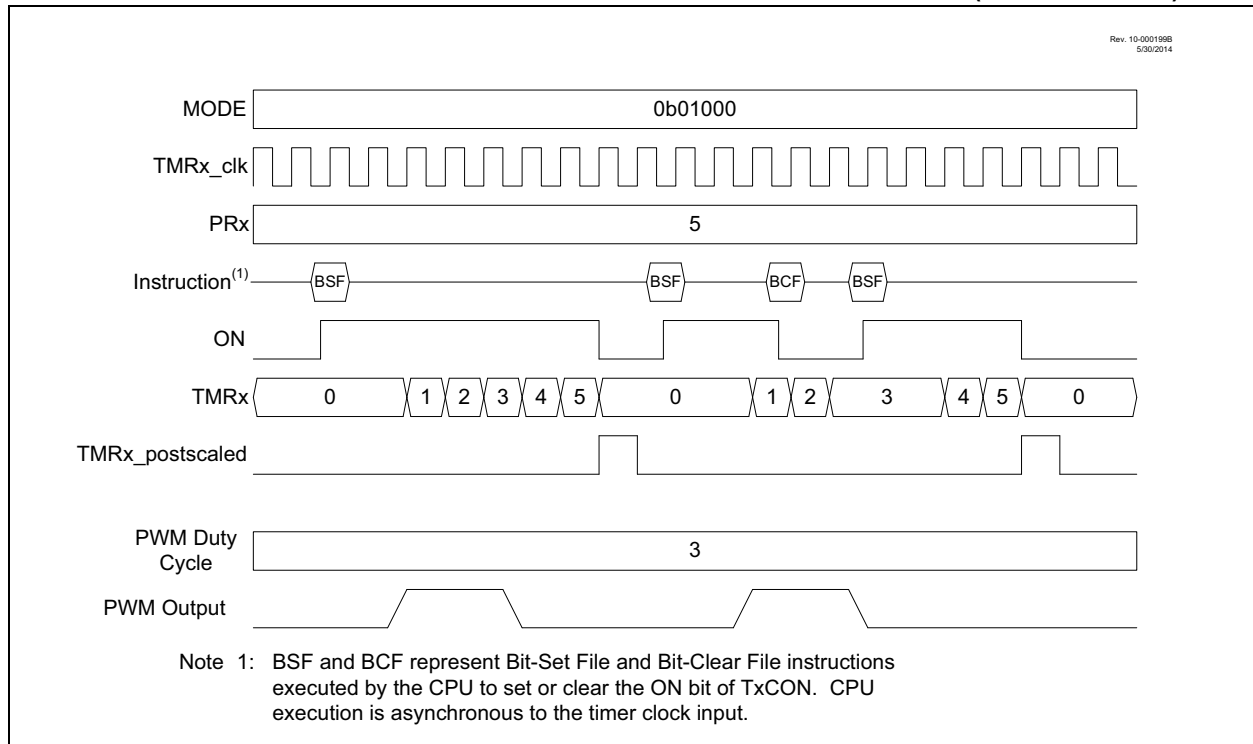 Rev. 10-000199B
5/30/2014
MODE 0b01000
TMRx_clk
PRx 5
Instruction(1) BSF BSF BCF BSF
ON
TMRx 0 1 2 3 4 5 0 1 2 3 4 5 0
TMRx_postscaled
PWM Duty
Cycle 3
PWM Output
Note 1: BSF and BCF represent Bit-Set File and Bit-Clear File instructions
executed by the CPU to set or clear the ON bit of TxCON. CPU
execution is asynchronous to the timer clock input.